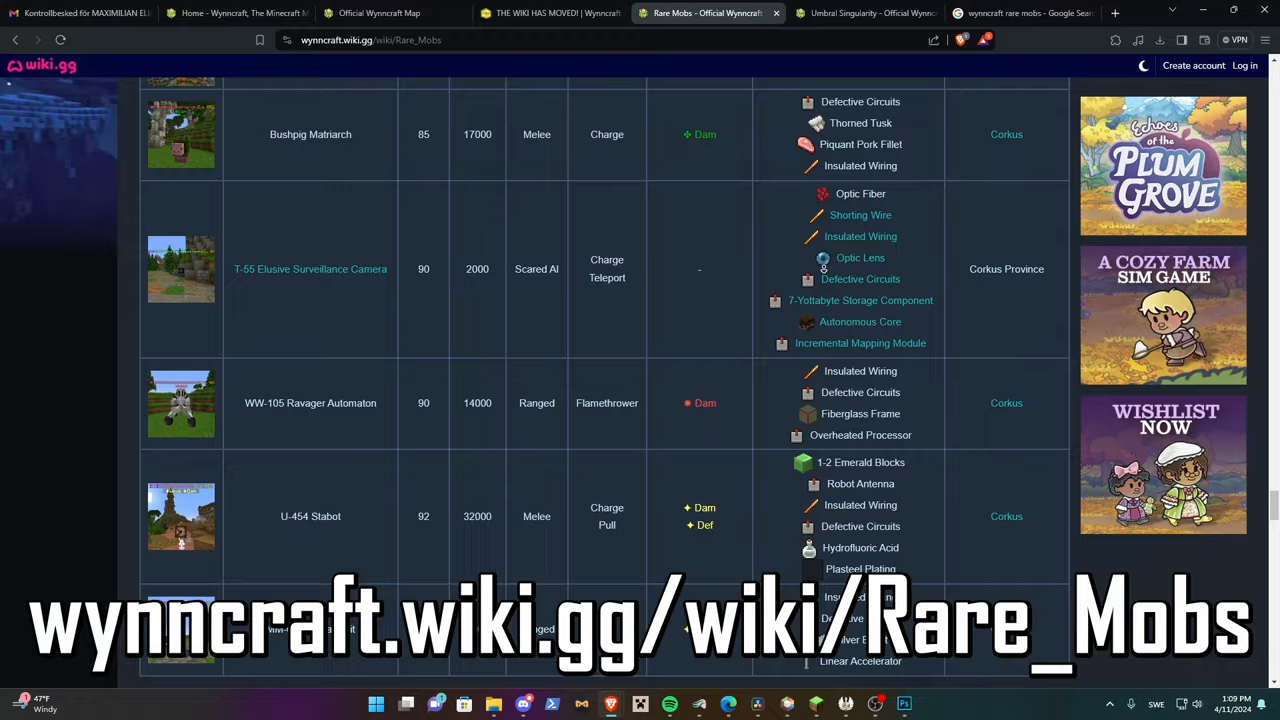 Kontrollbesked för MAXIMILIAN EL
Home - Wynncraft, The Minecraft M
Official Wynncraft Map
THE WIKI HAS MOVED! | Wynncraft
Rare Mobs - Official Wynncraft
Umbral Singularity - Official Wynnc
wynncraft rare mobs - Google Sear
wynncraft.wiki.gg/wiki/Rare_Mobs
VPN
wiki.gg
Create account
Log in
Bushpig Matriarch
85
17000
Melee
Charge
Dam
Defective Circuits
Thorned Tusk
Piquant Pork Fillet
Insulated Wiring
Corkus
T-55 Elusive Surveillance Camera
90
2000
Scared AI
Charge
Teleport
-
Optic Fiber
Shorting Wire
Insulated Wiring
Optic Lens
Defective Circuits
7-Yottabyte Storage Component
Autonomous Core
Incremental Mapping Module
Corkus Province
WW-105 Ravager Automaton
90
14000
Ranged
Flamethrower
Dam
Insulated Wiring
Defective Circuits
Fiberglass Frame
Overheated Processor
Corkus
U-454 Stabot
92
32000
Melee
Charge
Pull
Dam
Def
1-2 Emerald Blocks
Robot Antenna
Insulated Wiring
Defective Circuits
Hydrofluoric Acid
Plasteel Plating
Corkus
Linear Accelerator
Echoes
of the
PLUM
GROVE
A COZY FARM
SIM GAME
WISHLIST
NOW
wynncraft.wiki.gg/wiki/Rare_Mobs
47°F
Windy
SWE
1:09 PM
4/11/2024